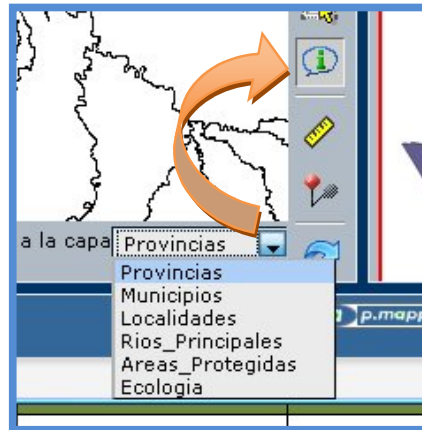 a la capa Provincias
Provincias
Municipios
Localidades
Rios_Principales
Areas_Protegidas
Ecologia
p.mapp